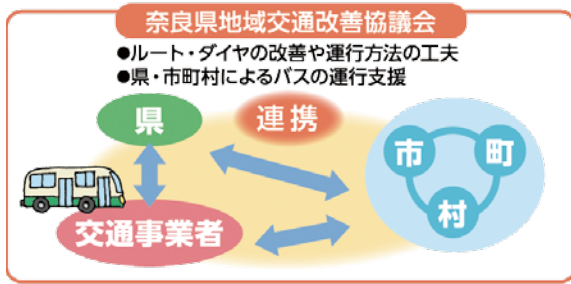 奈良県地域交通改善協議会
●ルート・ダイヤの改善や運行方法の工夫
●県・市町村によるバスの運行支援
県
連携
市
町
村
交通事業者